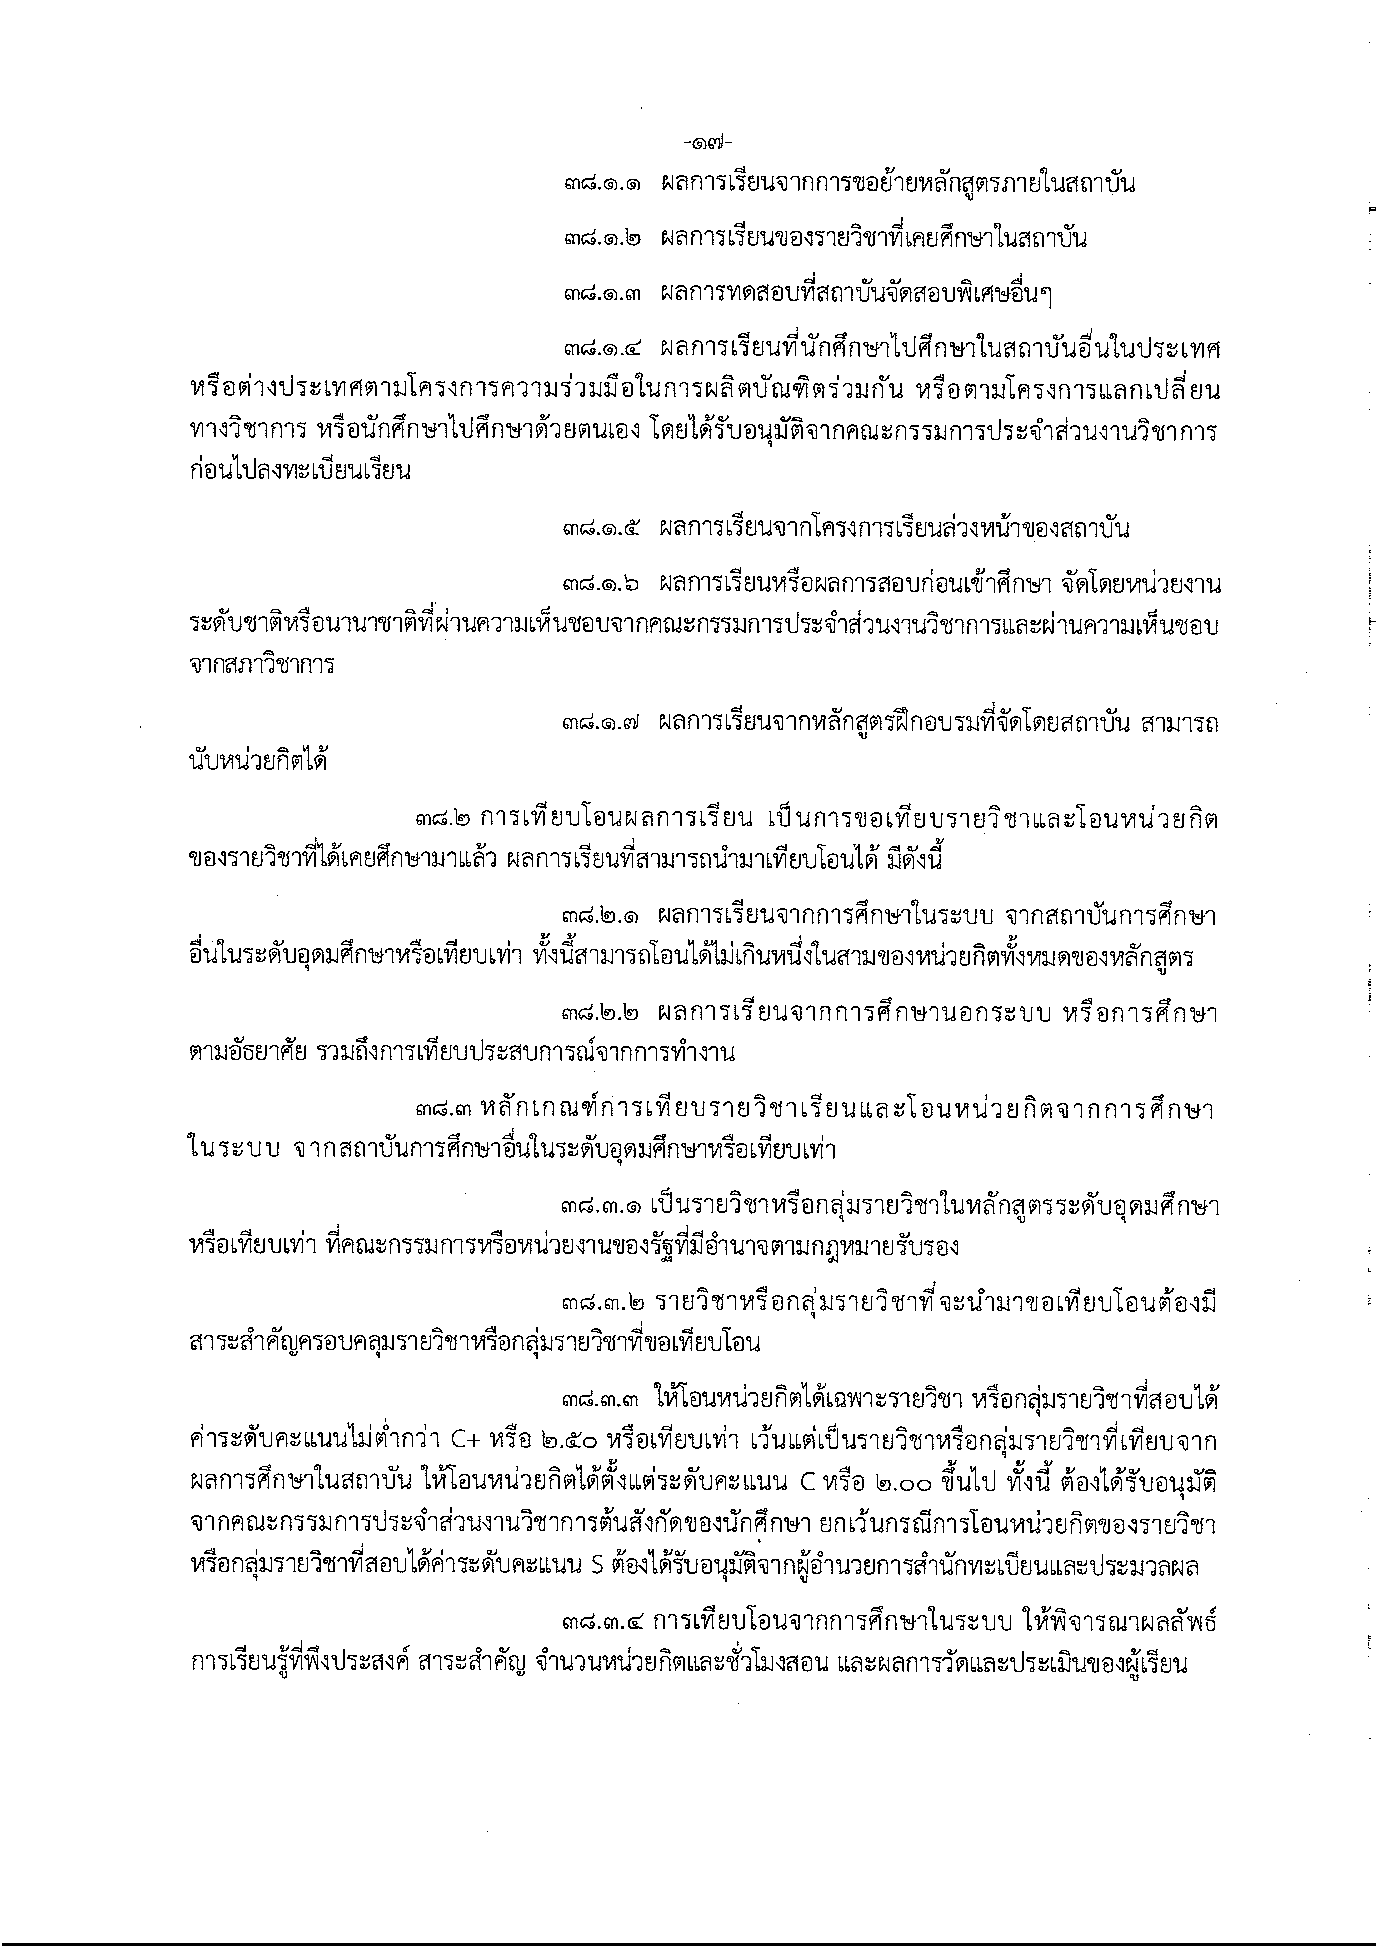 -๑๗-
๓๘.๑.๑ ผลการเรียนจากการขอย้ายหลักสูตรภายในสถาบัน
๓๘.๑.๒ ผลการเรียนของรายวิชาที่เคยศึกษาในสถาบัน
๓๘.๑.๓ ผลการทดสอบที่สถาบันจัดสอบพิเศษอื่นๆ
๓๘.๑.๔ ผลการเรียนที่นักศึกษาไปศึกษาในสถาบันอื่นในประเทศ
หรือต่างประเทศตามโครงการความร่วมมือในการผลิตบัณฑิตร่วมกัน หรือตามโครงการแลกเปลี่ยน
ทางวิชาการ หรือนักศึกษาไปศึกษาด้วยตนเอง โดยได้รับอนุมัติจากคณะกรรมการประจำส่วนงานวิชาการ
ก่อนไปลงทะเบียนเรียน
๓๘.๑.๕ ผลการเรียนจากโครงการเรียนล่วงหน้าของสถาบัน
๓๘.๑.๖ ผลการเรียนหรือผลการสอบก่อนเข้าศึกษา จัดโดยหน่วยงาน
ระดับชาติหรือนานาชาติที่ผ่านความเห็นชอบจากคณะกรรมการประจำส่วนงานวิชาการและผ่านความเห็นชอบ
จากสภาวิชาการ
๓๘.๑.๗ ผลการเรียนจากหลักสูตรฝึกอบรมที่จัดโดยสถาบัน สามารถ
นับหน่วยกิตได้
๓๘.๒ การเทียบโอนผลการเรียน เป็นการขอเทียบรายวิชาและโอนหน่วยกิต
ของรายวิชาที่ได้เคยศึกษามาแล้ว ผลการเรียนที่สามารถนำมาเทียบโอนได้ มีดังนี้
๓๘.๒.๑ ผลการเรียนจากการศึกษาในระบบ จากสถาบันการศึกษา
อื่นในระดับอุดมศึกษาหรือเทียบเท่า ทั้งนี้สามารถโอนได้ไม่เกินหนึ่งในสามของหน่วยกิตทั้งหมดของหลักสูตร
๓๘.๒.๒ ผลการเรียนจากการศึกษานอกระบบ หรือการศึกษา
ตามอัธยาศัย รวมถึงการเทียบประสบการณ์จากการทำงาน
๓๘.๓ หลักเกณฑ์การเทียบรายวิชาเรียนและโอนหน่วยกิตจากการศึกษา
ในระบบ จากสถาบันการศึกษาอื่นในระดับอุดมศึกษาหรือเทียบเท่า
๓๘.๓.๑ เป็นรายวิชาหรือกลุ่มรายวิชาในหลักสูตรระดับอุดมศึกษา
หรือเทียบเท่า ที่คณะกรรมการหรือหน่วยงานของรัฐที่มีอำนาจตามกฎหมายรับรอง
๓๘.๓.๒ รายวิชาหรือกลุ่มรายวิชาที่จะนำมาขอเทียบโอนต้องมี
สาระสำคัญครอบคลุมรายวิชาหรือกลุ่มรายวิชาที่ขอเทียบโอน
๓๘.๓.๓ ให้โอนหน่วยกิตได้เฉพาะรายวิชา หรือกลุ่มรายวิชาที่สอบได้
ค่าระดับคะแนนไม่ต่ำกว่า C+ หรือ ๒.๕๐ หรือเทียบเท่า เว้นแต่เป็นรายวิชาหรือกลุ่มรายวิชาที่เทียบจาก
ผลการศึกษาในสถาบัน ให้โอนหน่วยกิตได้ตั้งแต่ระดับคะแนน C หรือ ๒.๐๐ ขึ้นไป ทั้งนี้ ต้องได้รับอนุมัติ
จากคณะกรรมการประจำส่วนงานวิชาการต้นสังกัดของนักศึกษา ยกเว้นกรณีการโอนหน่วยกิตของรายวิชา
หรือกลุ่มรายวิชาที่สอบได้ค่าระดับคะแนน S ต้องได้รับอนุมัติจากผู้อำนวยการสำนักทะเบียนและประมวลผล
๓๘.๓.๔ การเทียบโอนจากการศึกษาในระบบ ให้พิจารณาผลลัพธ์
การเรียนรู้ที่พึงประสงค์ สาระสำคัญ จำนวนหน่วยกิตและชั่วโมงสอน และผลการวัดและประเมินของผู้เรียน